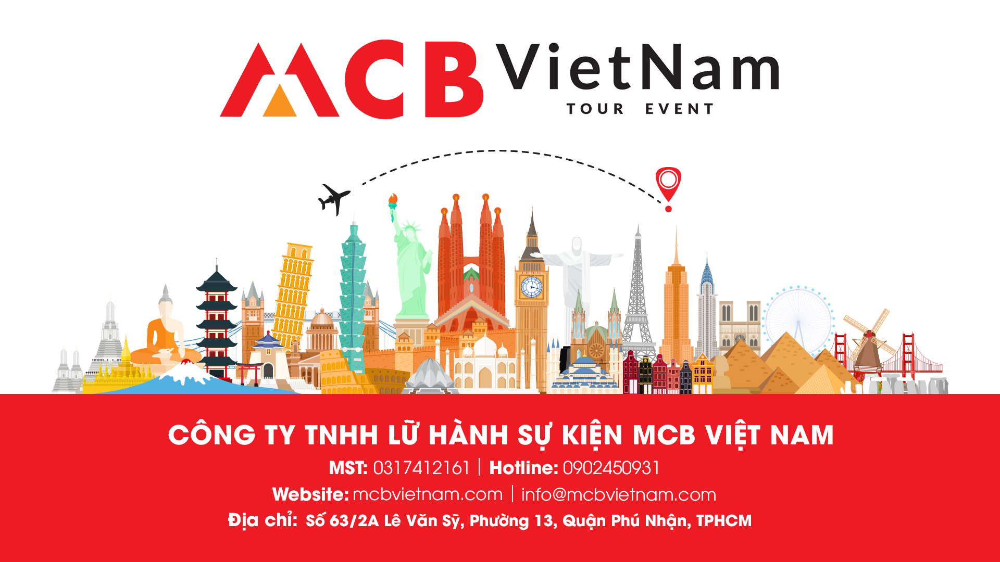 MCB VietNam
TOUR EVENT
CÔNG TY TNHH LỮ HÀNH SỰ KIỆN MCB VIỆT NAM
MST: 0317412161 | Hotline: 0902450931
Website: mcbvietnam.com | info@mcbvietnam.com
Địa chỉ: Số 63/2A Lê Văn Sỹ, Phường 13, Quận Phú Nhận, TPHCM